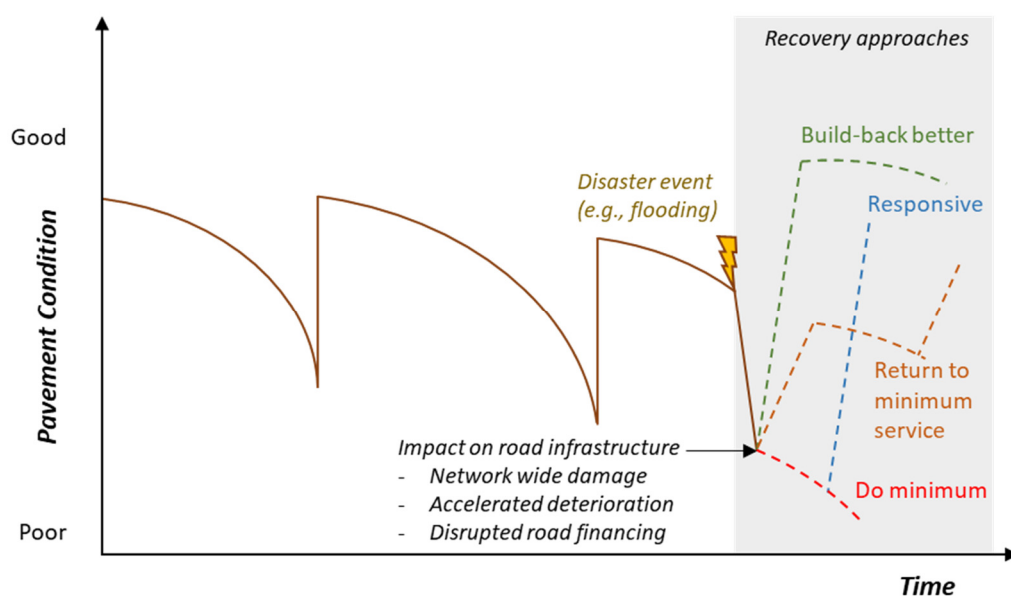 Recovery approaches
Good
Build-back better
Disaster event
(e.g., flooding)
Responsive
Pavement Condition
Return to
minimum
service
Impact on road infrastructure
- Network wide damage
- Accelerated deterioration
- Disrupted road financing
Do minimum
Poor
Time